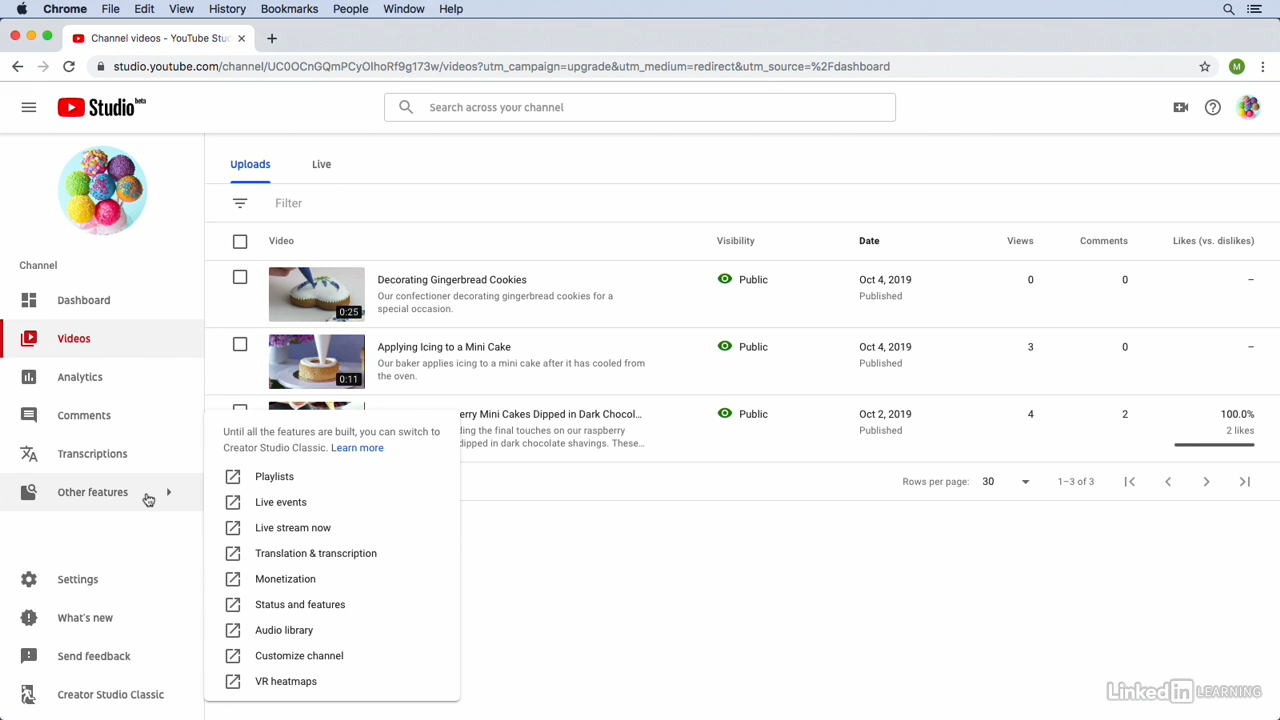 Chrome File Edit View History Bookmarks People Window Help
Channel videos - YouTube Stu
studio.youtube.com/channel/UC0OCnGQmPCyOIhoRf9g173w/videos?utm_campaign=upgrade&utm_medium=redirect&utm_source=%2Fdashboard
M
Studio beta
Search across your channel
Channel
Dashboard
Videos
Analytics
Comments
Transcriptions
Other features
Settings
What's new
Send feedback
Creator Studio Classic
Uploads Live
Filter
Video Visibility Date Views Comments Likes (vs. dislikes)
Decorating Gingerbread Cookies Public Oct 4, 2019 0 0 –
Our confectioner decorating gingerbread cookies for a Published
special occasion.
0:25
Applying Icing to a Mini Cake Public Oct 4, 2019 3 0 –
Our baker applies icing to a mini cake after it has cooled from Published
the oven.
0:11
erry Mini Cakes Dipped in Dark Chocol... Public Oct 2, 2019 4 2 100.0%
ding the final touches on our raspberry Published 2 likes
dipped in dark chocolate shavings. These...
Rows per page: 30 1–3 of 3
Until all the features are built, you can switch to
Creator Studio Classic. Learn more
Playlists
Live events
Live stream now
Translation & transcription
Monetization
Status and features
Audio library
Customize channel
VR heatmaps
Linked in LEARNING